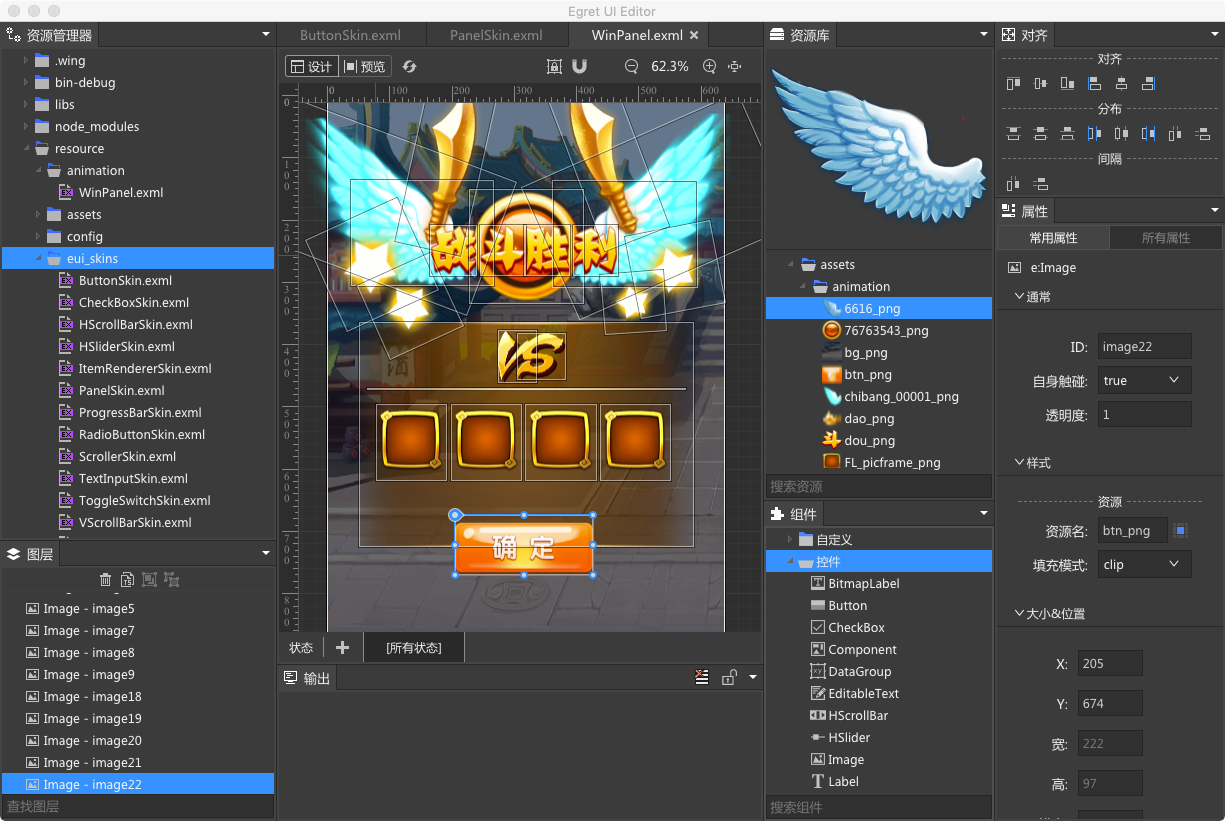 Egret UI Editor
资源管理器
.wing
bin-debug
libs
node_modules
resource
animation
WinPanel.exml
assets
config
eui_skins
ButtonSkin.exml
CheckBoxSkin.exml
HScrollBarSkin.exml
HSliderSkin.exml
ItemRendererSkin.exml
PanelSkin.exml
ProgressBarSkin.exml
RadioButtonSkin.exml
ScrollerSkin.exml
TextInputSkin.exml
ToggleSwitchSkin.exml
VScrollBarSkin.exml
图层
Image - image5
Image - image7
Image - image8
Image - image9
Image - image18
Image - image19
Image - image20
Image - image21
Image - image22
查找图层
ButtonSkin.exml PanelSkin.exml WinPanel.exml
设计 预览 62.3%
0 100 200 300 400 500 600
0
100
200
300
400
500
600
700
800
战斗胜利
VS
确 定
状态 [所有状态]
输出
资源库
assets
animation
6616_png
76763543_png
bg_png
btn_png
chibang_00001_png
dao_png
dou_png
FL_picframe_png
搜索资源
组件
自定义
控件
BitmapLabel
Button
CheckBox
Component
DataGroup
EditableText
HScrollBar
HSlider
Image
Label
搜索组件
对齐
对齐
分布
间隔
属性
常用属性 所有属性
e:Image
通常
ID: image22
自身触碰: true
透明度: 1
样式
资源
资源名: btn_png
填充模式: clip
大小&位置
X: 205
Y: 674
宽: 222
高: 97